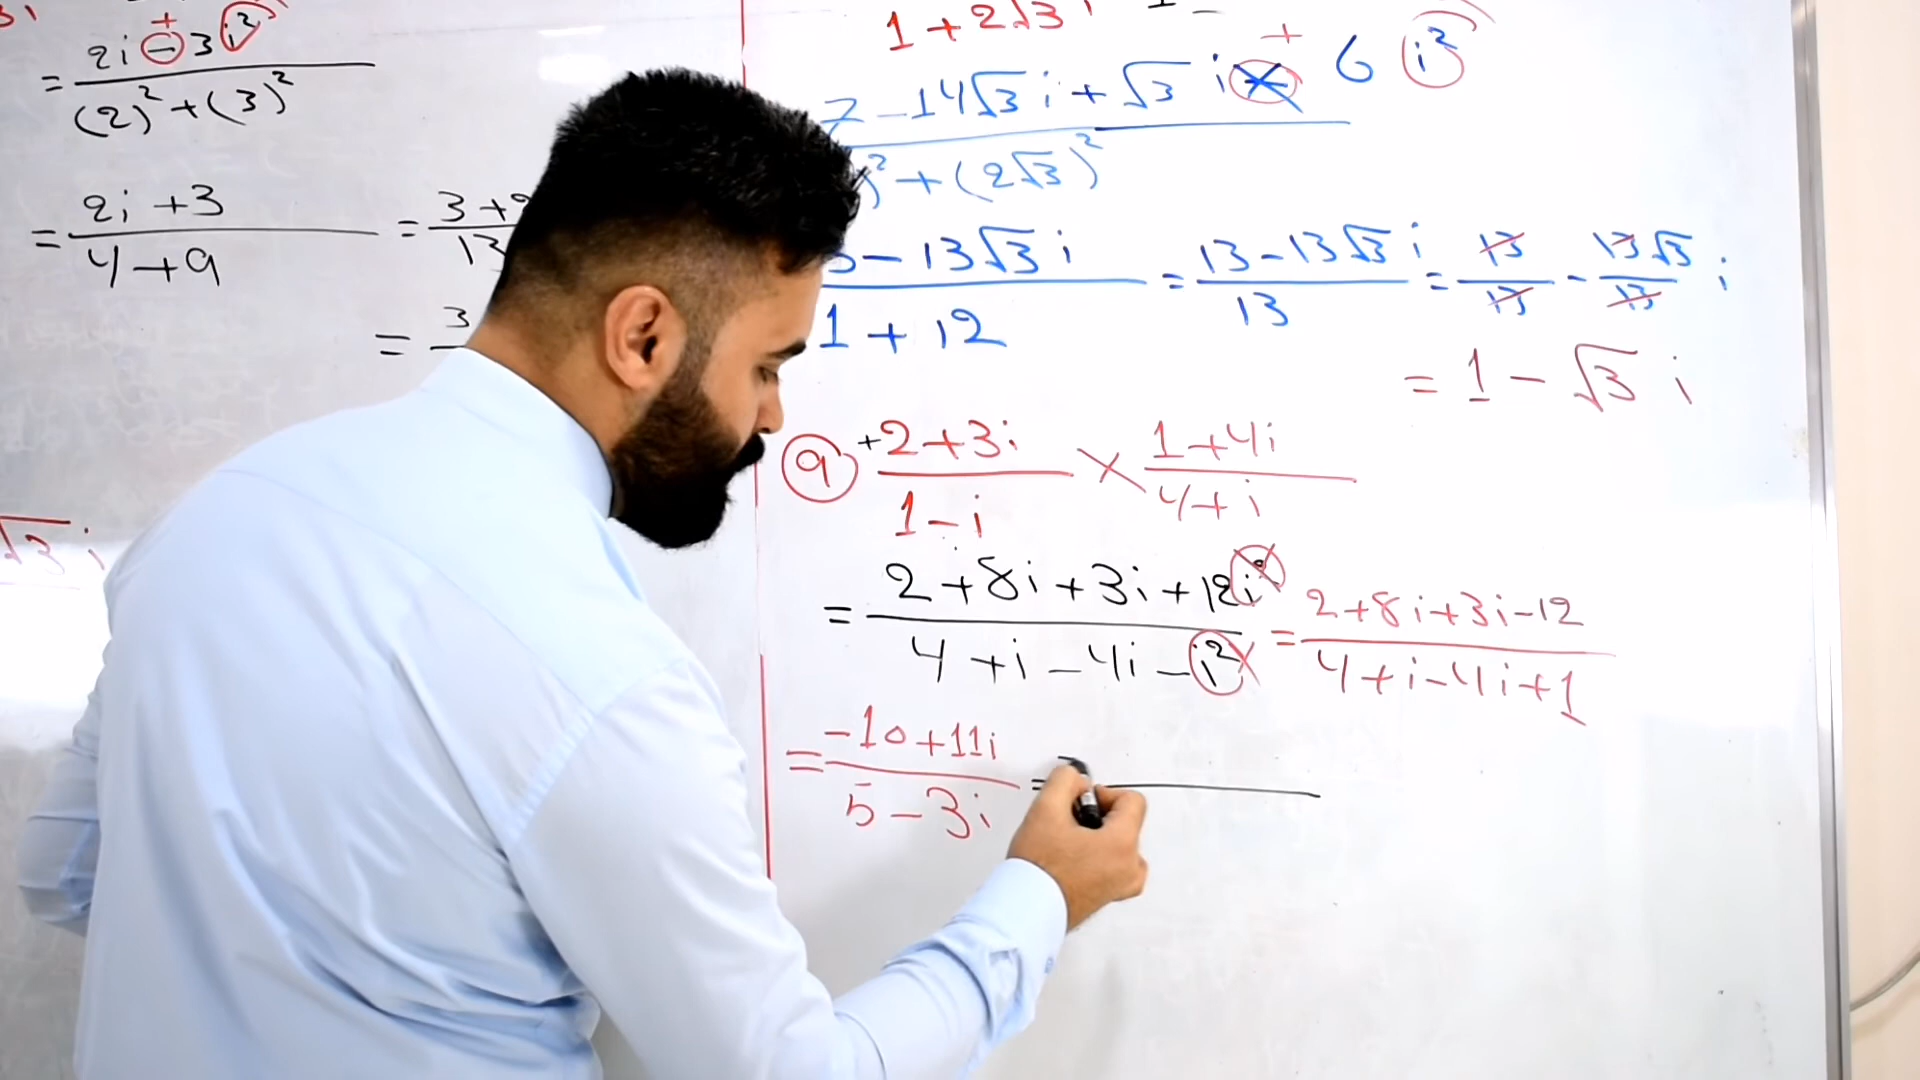 = (2i - 3i²) / ((2)² + (3)²)
= (2i + 3) / (4 + 9) = 3 + / 13
= 3
√3 i
1 + 2√3 i
7 - 14√3 i + √3 i + 6 i²
² + (2√3)²
- 13√3 i / (1 + 12) = (13 - 13√3 i) / 13 = 13/13 - 13√3/13 i
= 1 - √3 i
9 + (2 + 3i) / (1 - i) × (1 + 4i) / (4 + i)
= (2 + 8i + 3i + 12i²) / (4 + i - 4i - i²) = (2 + 8i + 3i - 12) / (4 + i - 4i + 1)
= (-10 + 11i) / (5 - 3i) =